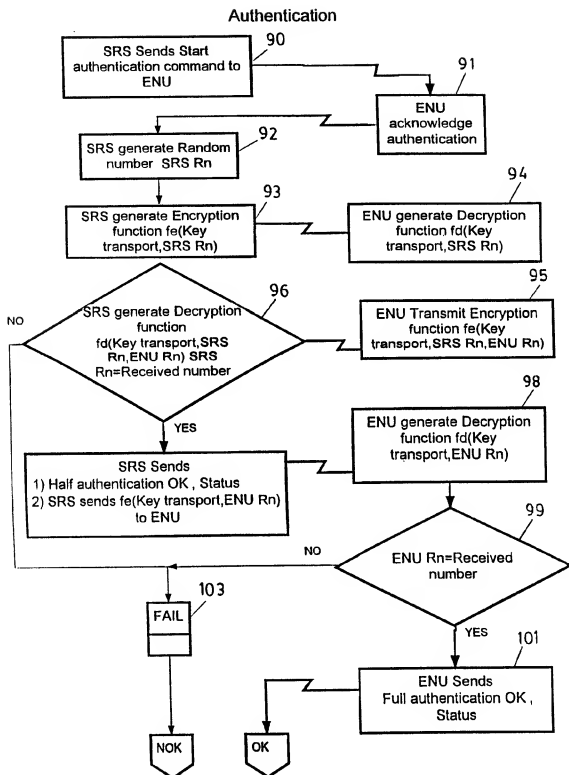 Authentication
90
SRS Sends Start
authentication command to
ENU
91
ENU
acknowledge
authentication
92
SRS generate Random
number SRS Rn
93
SRS generate Encryption
function fe(Key
transport,SRS Rn)
94
ENU generate Decryption
function fd(Key
transport,SRS Rn)
95
ENU Transmit Encryption
function fe(Key
transport,SRS Rn,ENU Rn)
96
SRS generate Decryption
function
fd(Key transport,SRS
Rn,ENU Rn) SRS
Rn=Received number
NO
YES
SRS Sends
1) Half authentication OK , Status
2) SRS sends fe(Key transport,ENU Rn)
to ENU
98
ENU generate Decryption
function fd(Key
transport,ENU Rn)
99
ENU Rn=Received
number
NO
YES
103
FAIL
101
ENU Sends
Full authentication OK ,
Status
NOK
OK